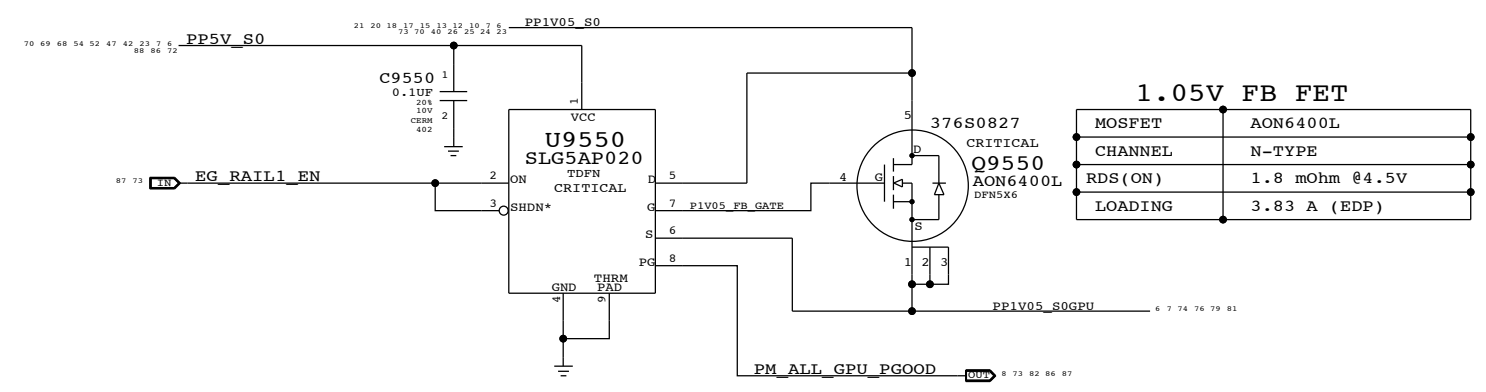 21 20 18 17 15 13 12 10 7 6 PP1V05_S0
73 70 40 26 25 24 23
70 69 68 54 52 47 42 23 7 6 PP5V_S0
88 86 72
C9550 1
0.1UF
20%
10V 2
CERM
402
1
VCC
U9550
SLG5AP020
TDFN
CRITICAL
87 73 IN EG_RAIL1_EN 2 ON
3 SHDN*
D 5
G 7 P1V05_FB_GATE
S 6
PG 8
THRM
GND PAD
4 9
5
376S0827
CRITICAL
D
Q9550
4 G AON6400L
DFN5X6
S
1 2 3
PP1V05_S0GPU 6 7 74 76 79 81
PM_ALL_GPU_PGOOD OUT 8 73 82 86 87
1.05V FB FET
MOSFET AON6400L
CHANNEL N-TYPE
RDS(ON) 1.8 mOhm @4.5V
LOADING 3.83 A (EDP)